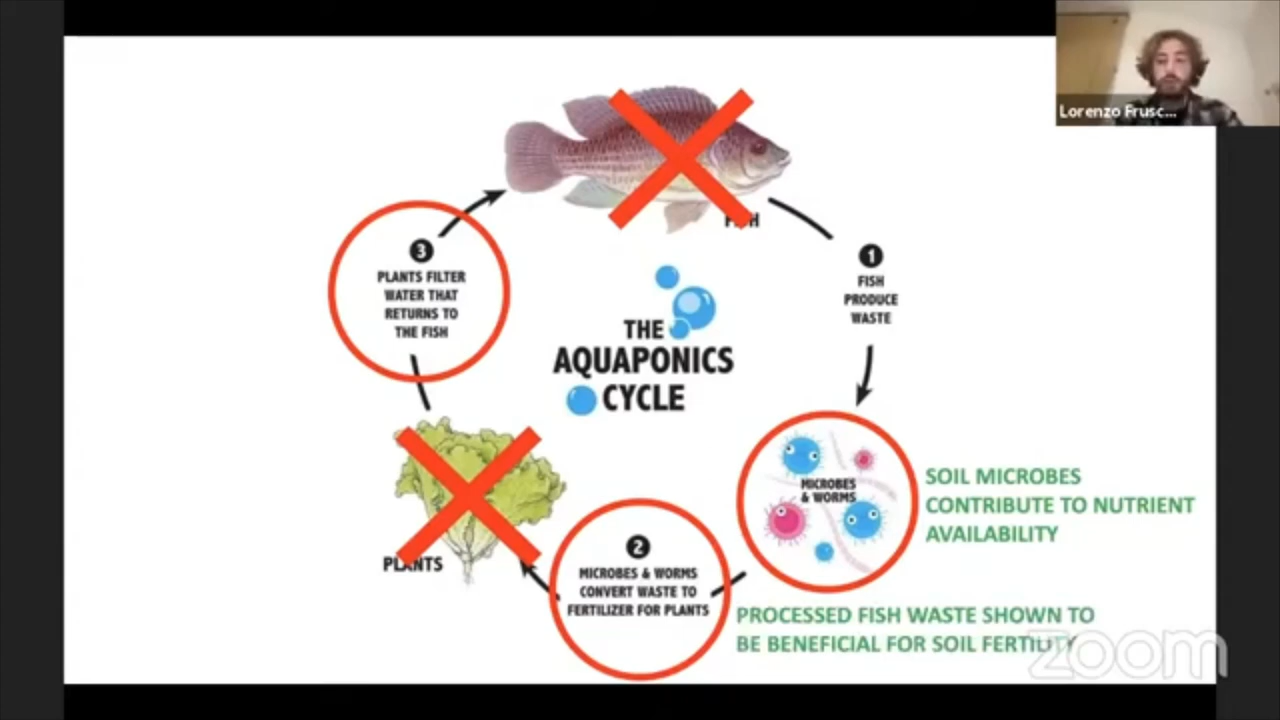 Lorenzo Frusc...
FISH
1
FISH
PRODUCE
WASTE
3
PLANTS FILTER
WATER THAT
RETURNS TO
THE FISH
THE
AQUAPONICS
CYCLE
MICROBES
& WORMS
SOIL MICROBES
CONTRIBUTE TO NUTRIENT
AVAILABILITY
2
MICROBES & WORMS
CONVERT WASTE TO
FERTILIZER FOR PLANTS
PLANTS
PROCESSED FISH WASTE SHOWN TO
BE BENEFICIAL FOR SOIL FERTILITY
zoom